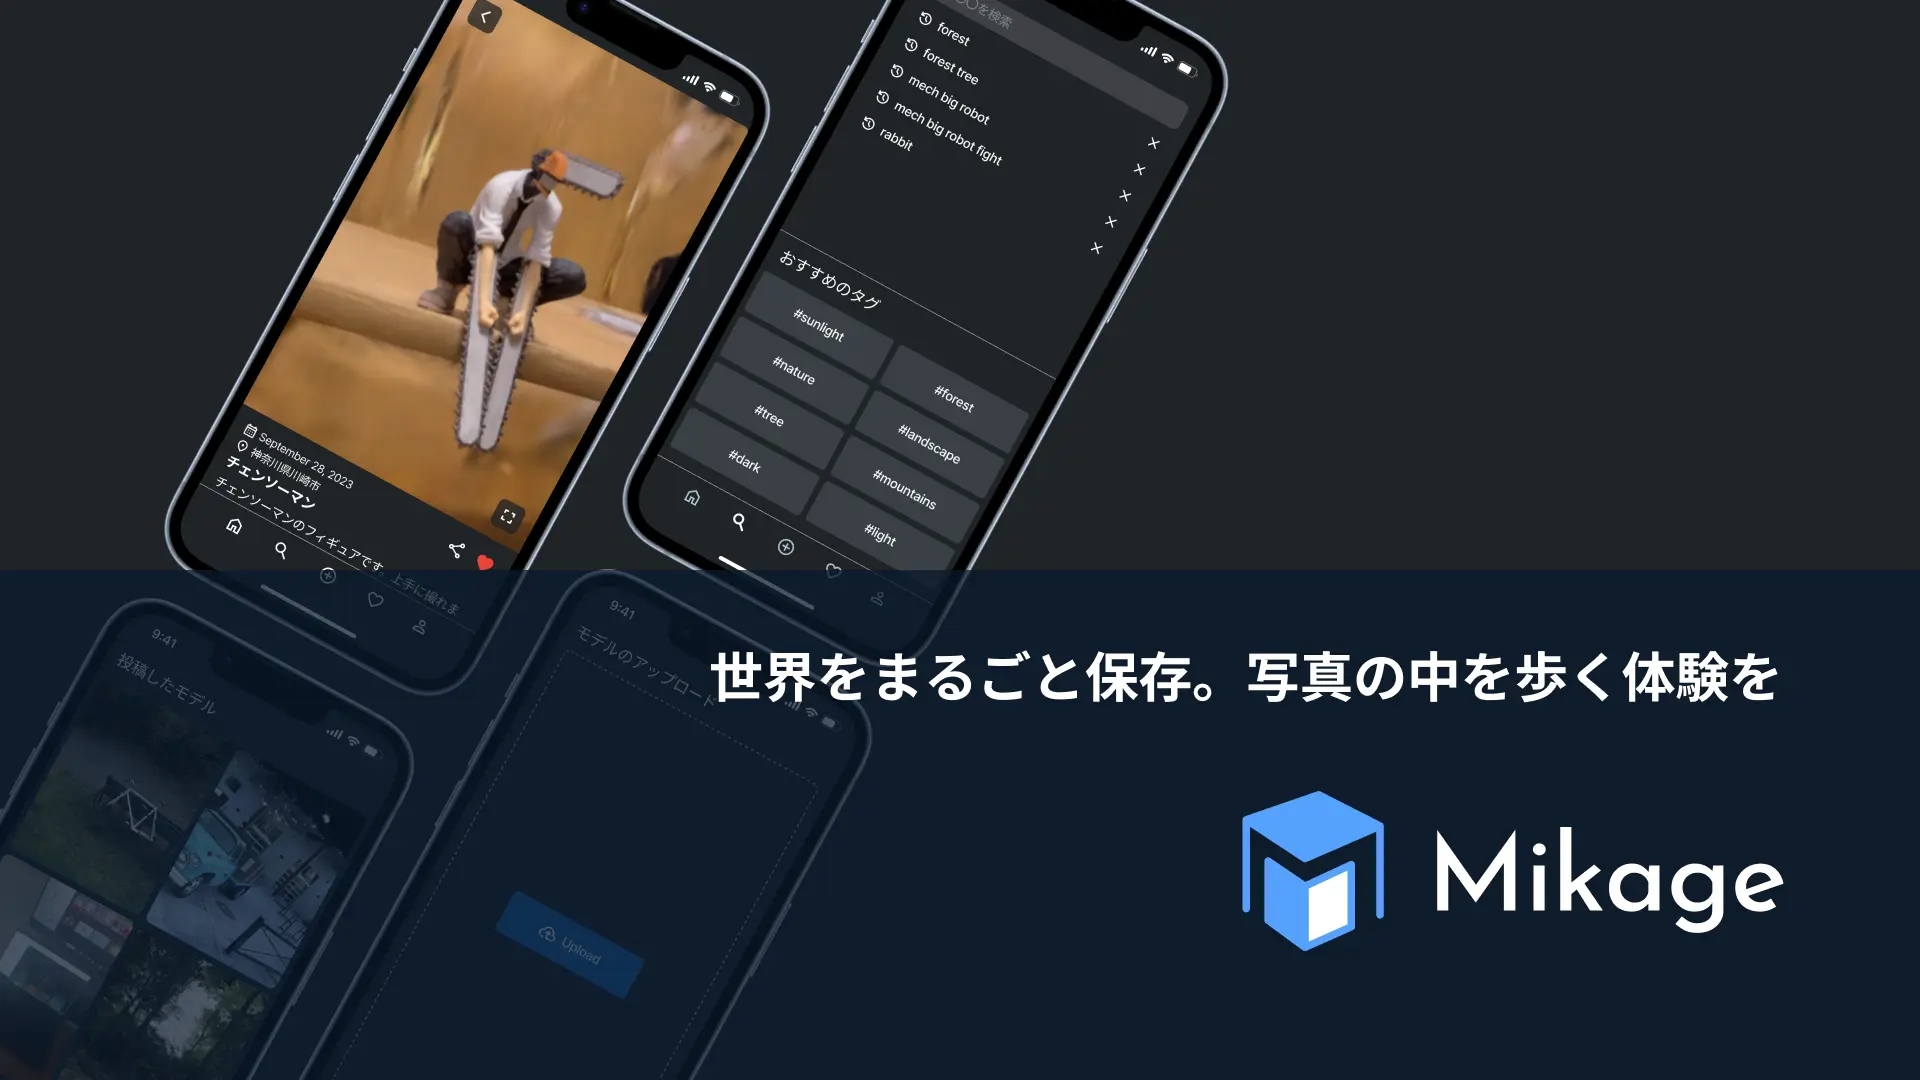 September 28, 2023
神奈川県川崎市
チェンソーマン
チェンソーマンのフィギュアです。上手に撮れま
を検索
forest
forest tree
mech big robot
mech big robot fight
rabbit
おすすめのタグ
#sunlight
#forest
#nature
#landscape
#tree
#mountains
#dark
#light
9:41
投稿したモデル
9:41
モデルのアップロード
Upload
世界をまるごと保存。写真の中を歩く体験を
Mikage